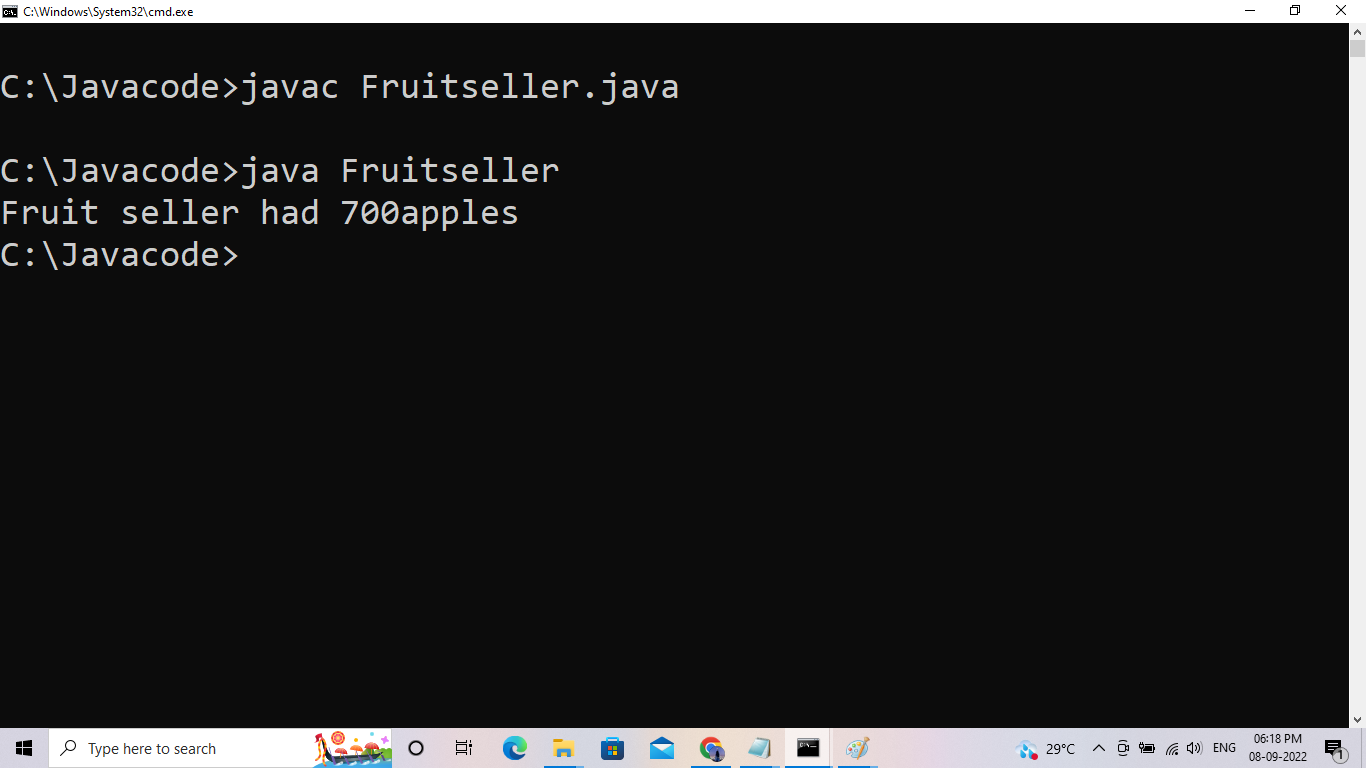 C:\Windows\System32\cmd.exe
C:\Javacode>javac Fruitseller.java
C:\Javacode>java Fruitseller
Fruit seller had 700apples
C:\Javacode>
Type here to search
29°C
ENG
06:18 PM
08-09-2022
1